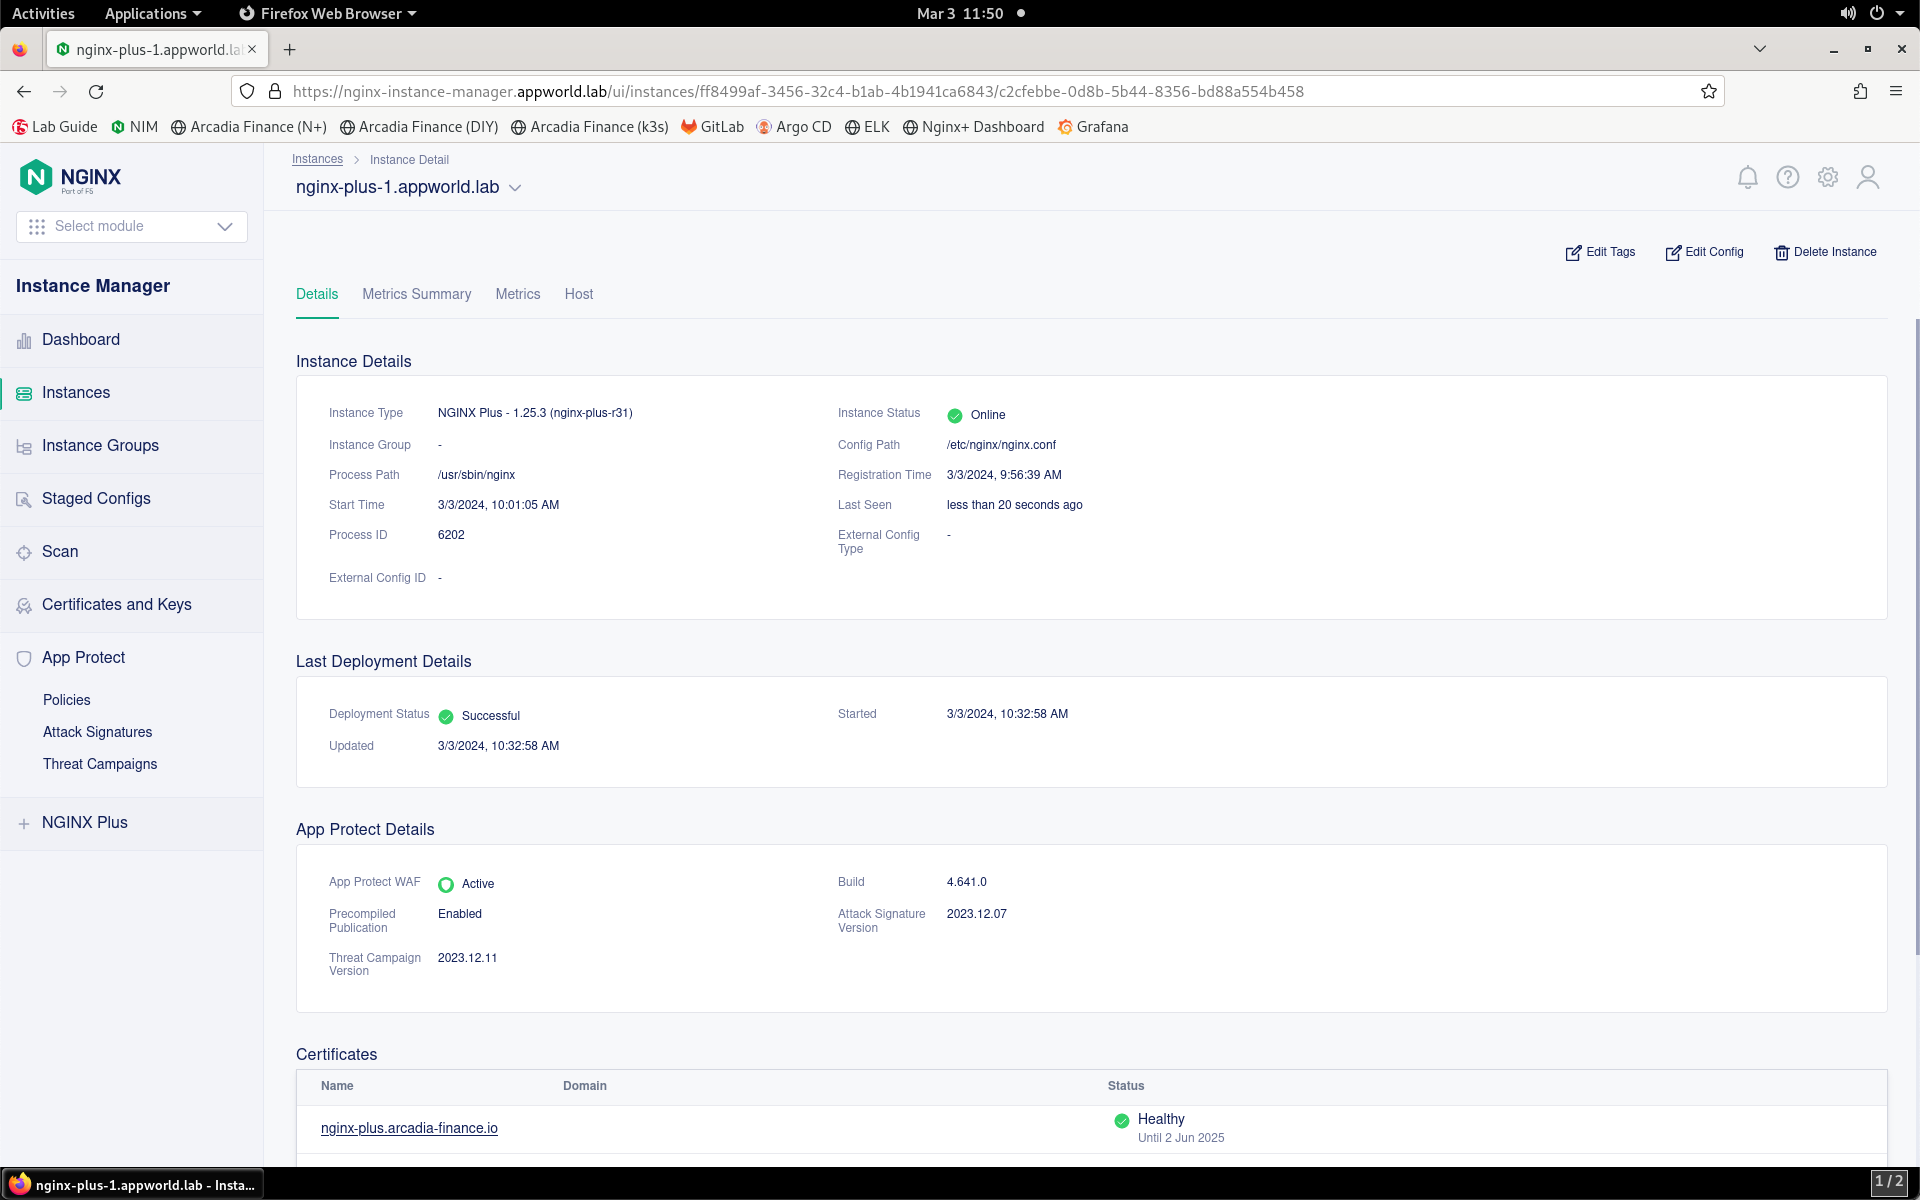 Activities Applications Firefox Web Browser Mar 3 11:50
nginx-plus-1.appworld.la
https://nginx-instance-manager.appworld.lab/ui/instances/ff8499af-3456-32c4-b1ab-4b1941ca6843/c2cfebbe-0d8b-5b44-8356-bd88a554b458
Lab Guide NIM Arcadia Finance (N+) Arcadia Finance (DIY) Arcadia Finance (k3s) GitLab Argo CD ELK Nginx+ Dashboard Grafana
NGINX
Part of F5
Select module
Instance Manager
Dashboard
Instances
Instance Groups
Staged Configs
Scan
Certificates and Keys
App Protect
Policies
Attack Signatures
Threat Campaigns
NGINX Plus
Instances > Instance Detail
nginx-plus-1.appworld.lab
Edit Tags Edit Config Delete Instance
Details Metrics Summary Metrics Host
Instance Details
Instance Type NGINX Plus - 1.25.3 (nginx-plus-r31) Instance Status Online
Instance Group - Config Path /etc/nginx/nginx.conf
Process Path /usr/sbin/nginx Registration Time 3/3/2024, 9:56:39 AM
Start Time 3/3/2024, 10:01:05 AM Last Seen less than 20 seconds ago
Process ID 6202 External Config Type -
External Config ID -
Last Deployment Details
Deployment Status Successful Started 3/3/2024, 10:32:58 AM
Updated 3/3/2024, 10:32:58 AM
App Protect Details
App Protect WAF Active Build 4.641.0
Precompiled Publication Enabled Attack Signature Version 2023.12.07
Threat Campaign Version 2023.12.11
Certificates
Name Domain Status
nginx-plus.arcadia-finance.io Healthy
Until 2 Jun 2025
nginx-plus-1.appworld.lab - Insta... 1 / 2